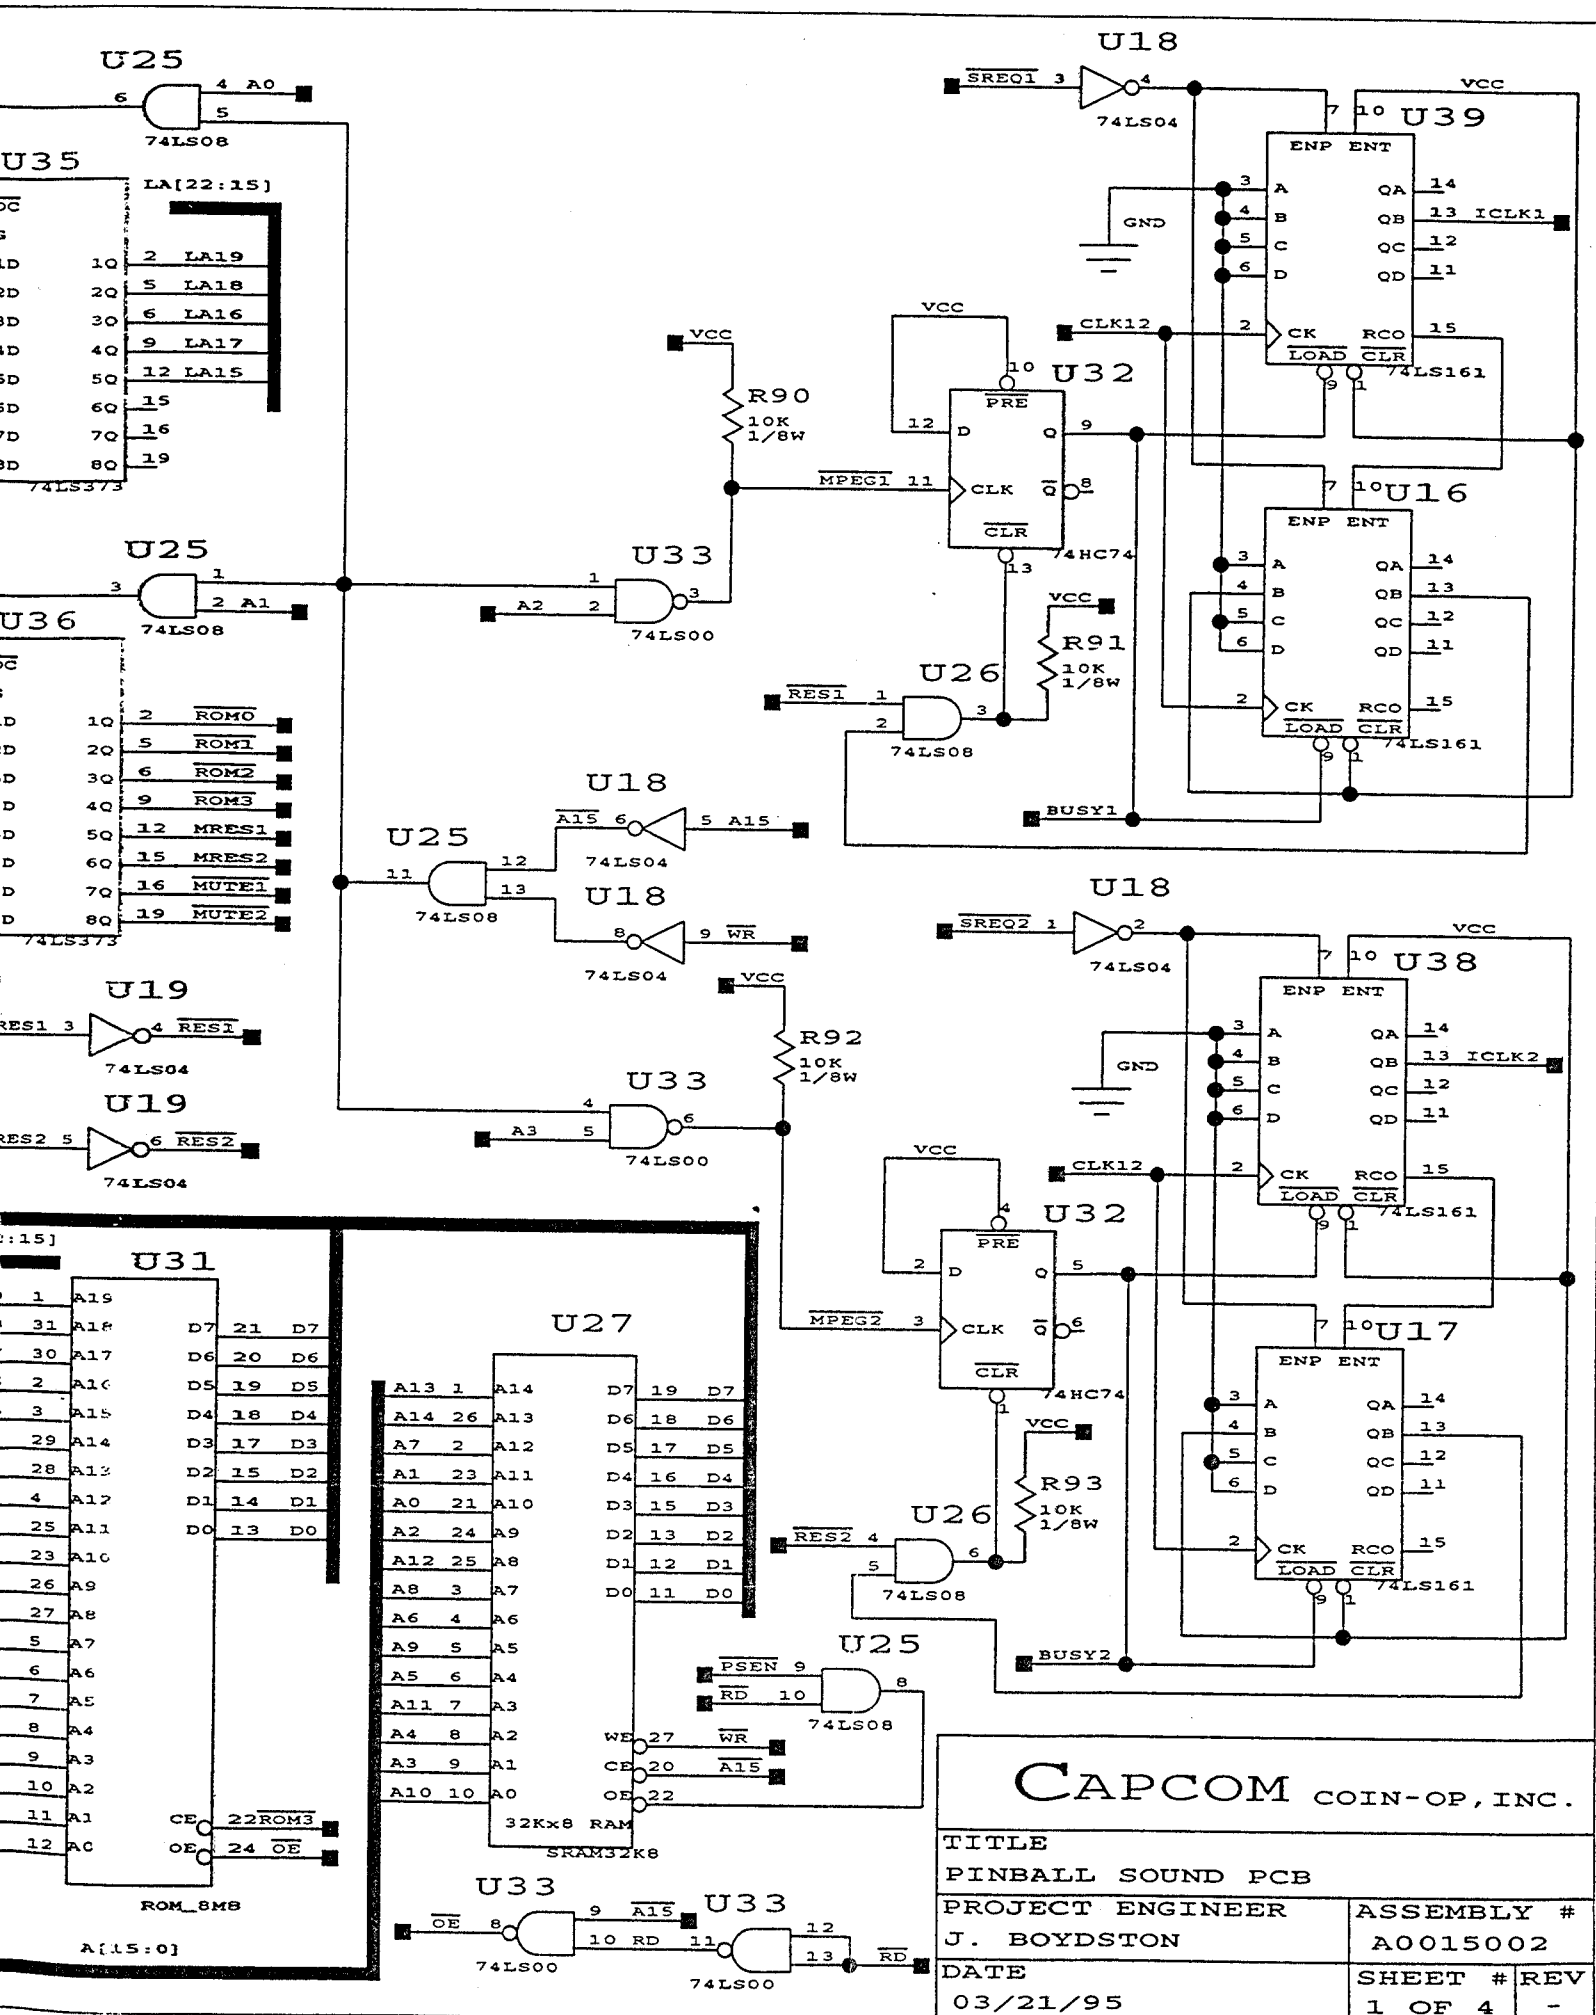 U25
6
4 A0
5
74LS08
U35
LA[22:15]
1Q 2 LA19
2Q 5 LA18
3Q 6 LA16
4Q 9 LA17
5Q 12 LA15
6Q 15
7Q 16
8Q 19
74LS373
U25
3
1
2 A1
74LS08
U36
1Q 2 ROM0
2Q 5 ROM1
3Q 6 ROM2
4Q 9 ROM3
5Q 12 MRES1
6Q 15 MRES2
7Q 16 MUTE1
8Q 19 MUTE2
74LS373
U19
RES1 3 4 RES1
74LS04
U19
RES2 5 6 RES2
74LS04
VCC
R90
10K
1/8W
U33
1
A2 2
3
74LS00
MPEG1 11
VCC
10
U32
PRE
12 D Q 9
CLK Q 8
CLR
74HC74
13
VCC
R91
10K
1/8W
U26
RES1 1
2
3
74LS08
U18
A15 6 5 A15
74LS04
U25
11
12
13
74LS08
U18
8 9 WR
74LS04
VCC
R92
10K
1/8W
U33
4
A3 5
6
74LS00
U18
SREQ1 3 4
74LS04
VCC
7 10 U39
ENP ENT
3 A QA 14
4 B QB 13 ICLK1
5 C QC 12
6 D QD 11
GND
CLK12 2 CK RCO 15
LOAD CLR
74LS161
9 1
7 10 U16
ENP ENT
3 A QA 14
4 B QB 13
5 C QC 12
6 D QD 11
2 CK RCO 15
LOAD CLR
74LS161
9 1
BUSY1
U18
SREQ2 1 2
74LS04
VCC
7 10 U38
ENP ENT
3 A QA 14
4 B QB 13 ICLK2
5 C QC 12
6 D QD 11
GND
CLK12 2 CK RCO 15
LOAD CLR
74LS161
9 1
VCC
4
U32
PRE
2 D Q 5
MPEG2 3 CLK Q 6
CLR
74HC74
1
VCC
R93
10K
1/8W
U26
RES2 4
5
6
74LS08
7 10 U17
ENP ENT
3 A QA 14
4 B QB 13
5 C QC 12
6 D QD 11
2 CK RCO 15
LOAD CLR
74LS161
9 1
BUSY2
:15]
U31
1 A19
31 A18 D7 21 D7
30 A17 D6 20 D6
2 A16 D5 19 D5
3 A15 D4 18 D4
29 A14 D3 17 D3
28 A13 D2 15 D2
4 A12 D1 14 D1
25 A11 D0 13 D0
23 A10
26 A9
27 A8
5 A7
6 A6
7 A5
8 A4
9 A3
10 A2
11 A1 CE 22 ROM3
12 A0 OE 24 OE
ROM_8M8
A[15:0]
U27
A13 1 A14 D7 19 D7
A14 26 A13 D6 18 D6
A7 2 A12 D5 17 D5
A1 23 A11 D4 16 D4
A0 21 A10 D3 15 D3
A2 24 A9 D2 13 D2
A12 25 A8 D1 12 D1
A8 3 A7 D0 11 D0
A6 4 A6
A9 5 A5
A5 6 A4
A11 7 A3
A4 8 A2 WE 27 WR
A3 9 A1 CE 20 A15
A10 10 A0 OE 22
32Kx8 RAM
SRAM32K8
U25
PSEN 9
RD 10
8
74LS08
U33
OE 8
9 A15
10 RD
74LS00
U33
11
12
13 RD
74LS00
CAPCOM COIN-OP, INC.
TITLE
PINBALL SOUND PCB
PROJECT ENGINEER
J. BOYDSTON
ASSEMBLY #
A0015002
DATE
03/21/95
SHEET #
1 OF 4
REV
-